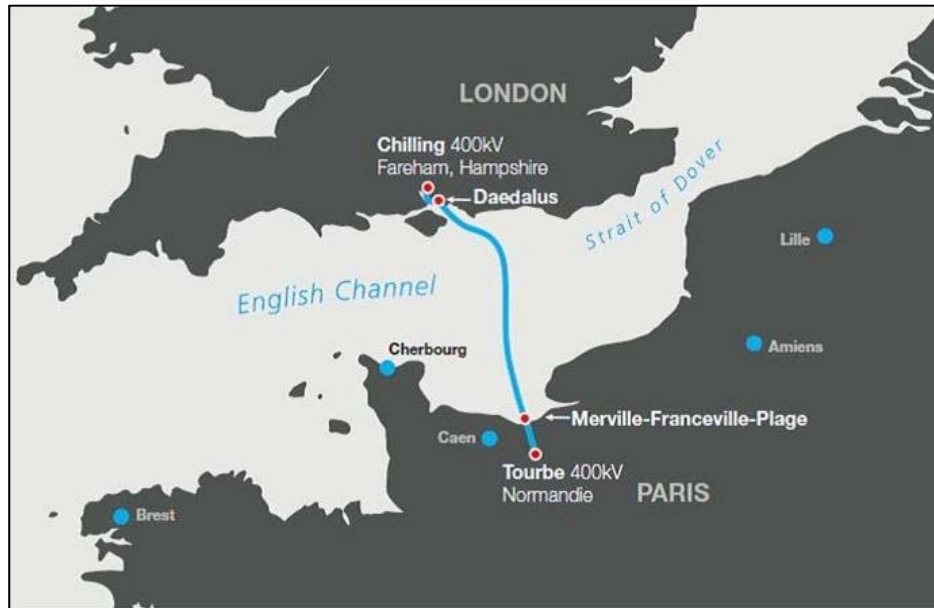 LONDON
Chilling 400kV
Fareham, Hampshire
Daedalus
Strait of Dover
Lille
English Channel
Cherbourg
Amiens
Merville-Franceville-Plage
Caen
Tourbe 400kV
Normandie
PARIS
Brest